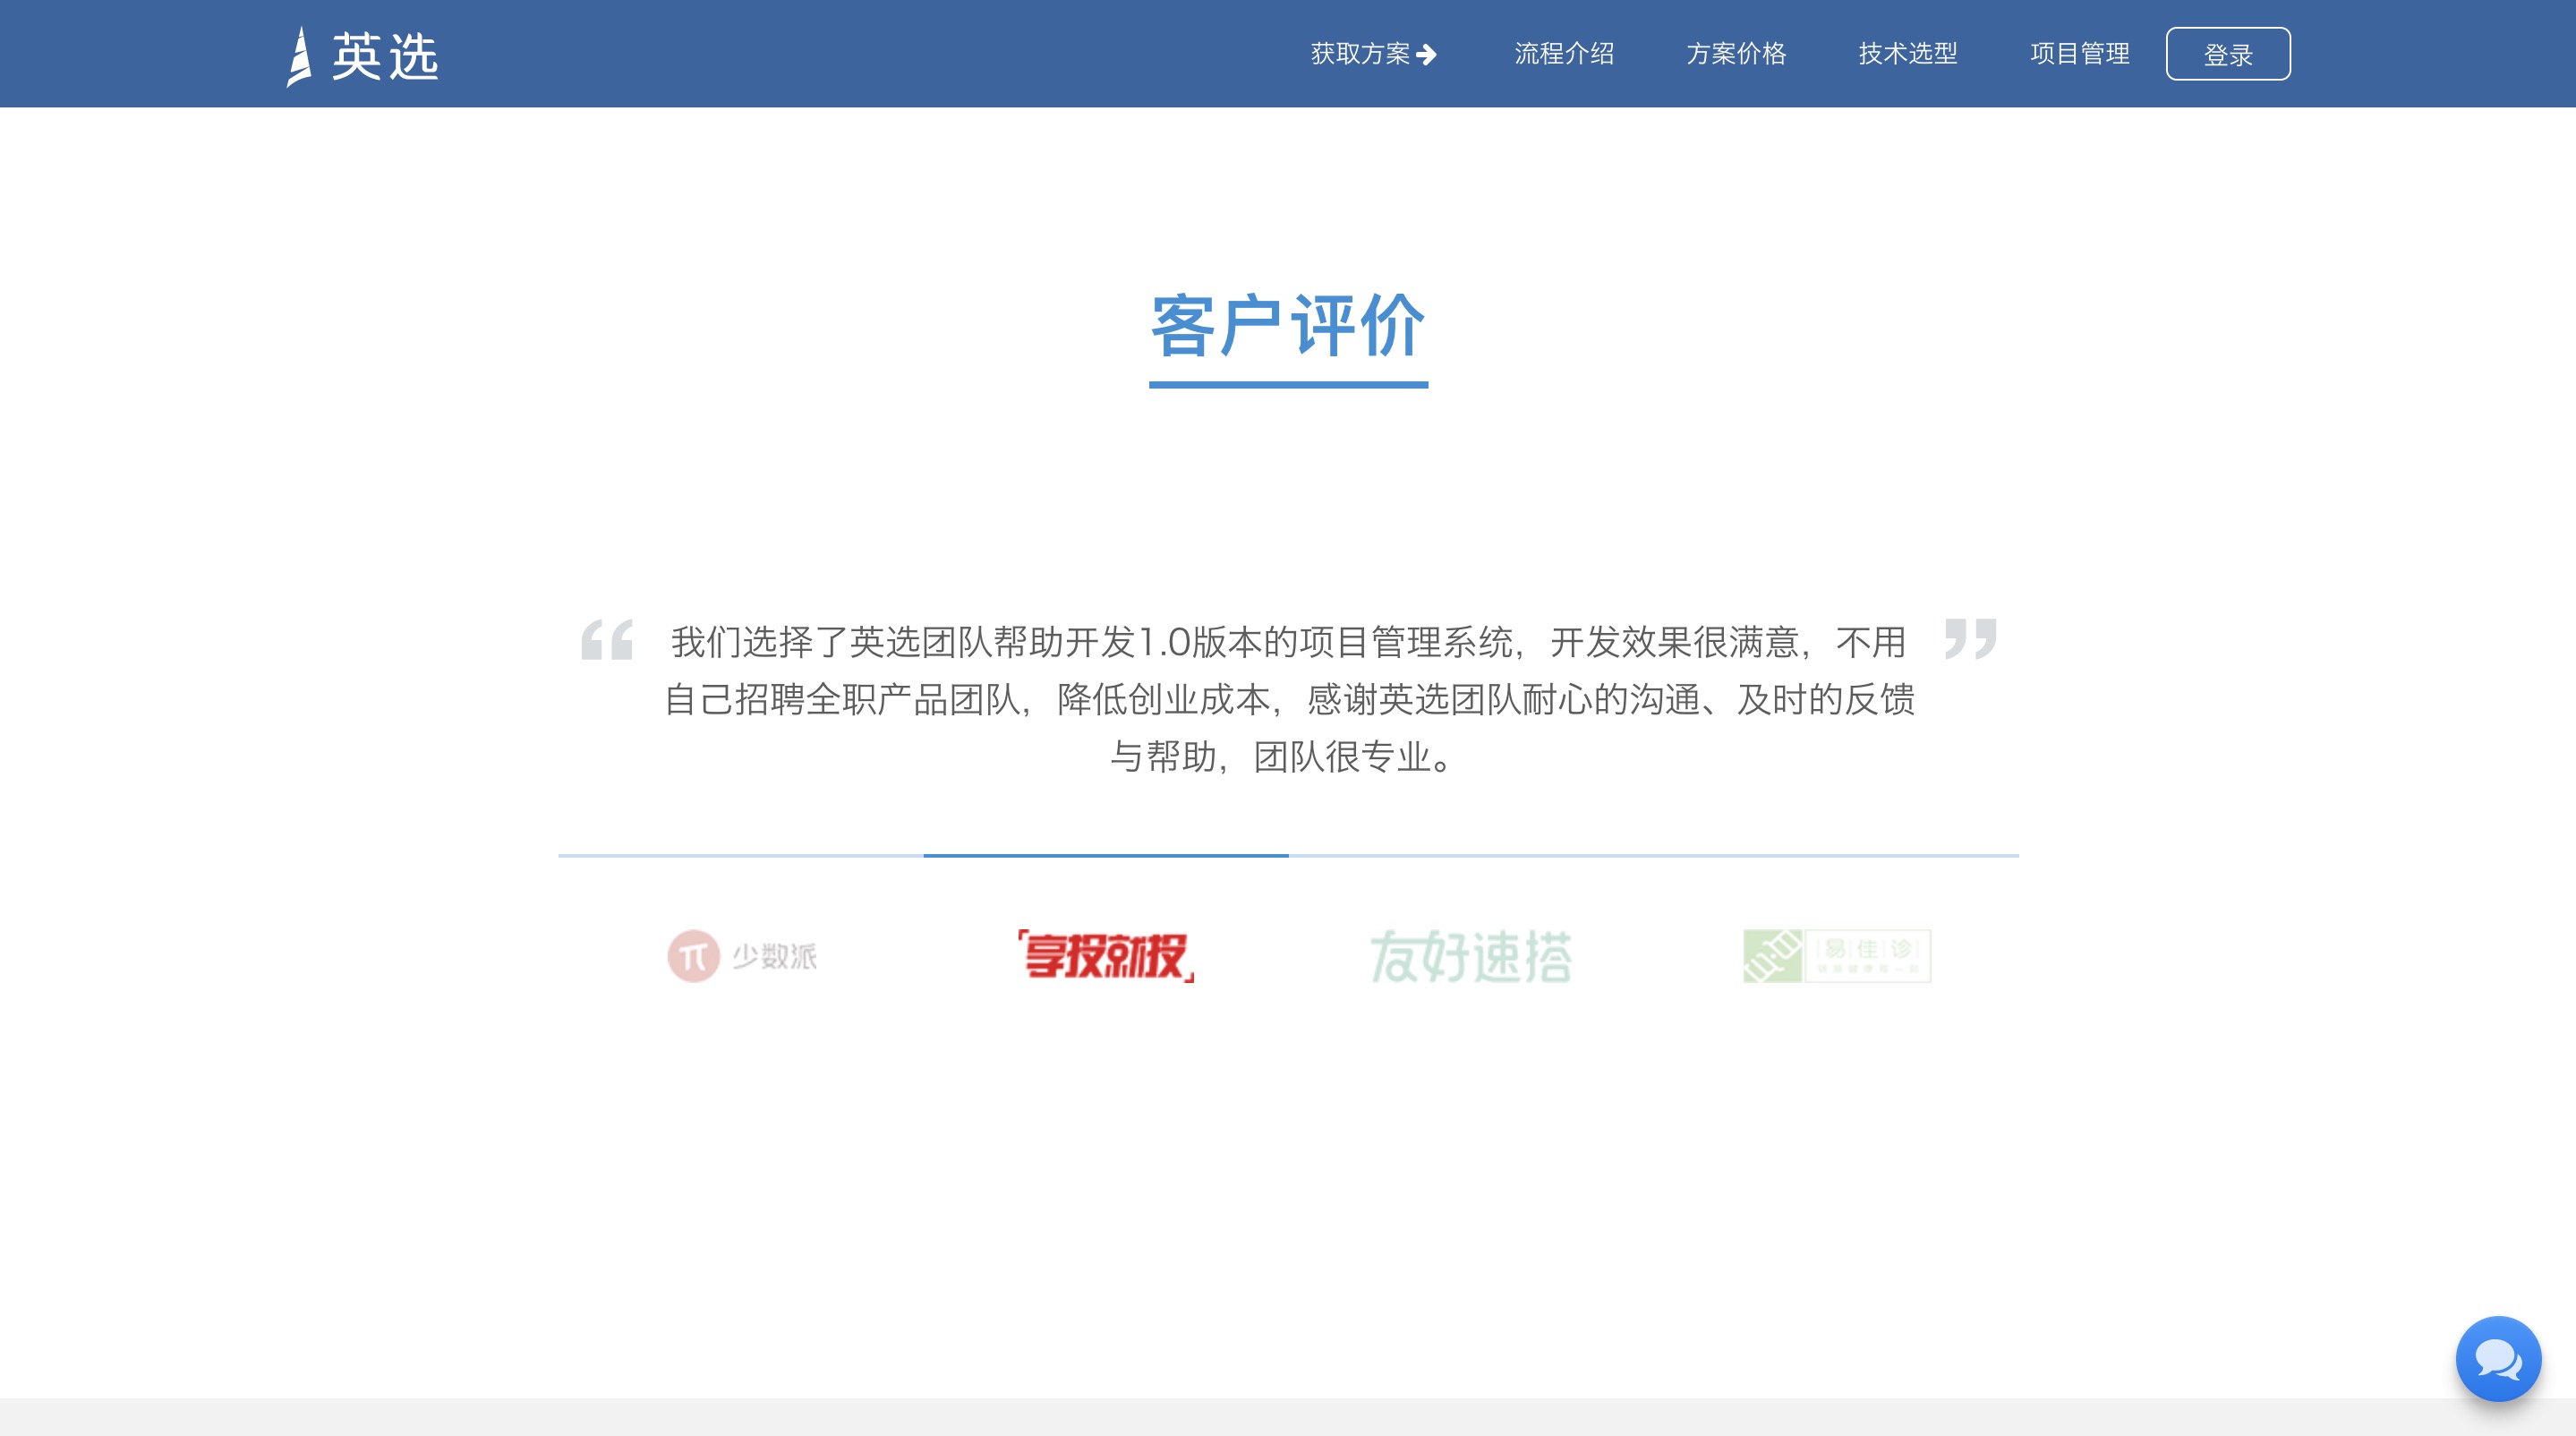 英选
获取方案
流程介绍
方案价格
技术选型
项目管理
登录
客户评价
我们选择了英选团队帮助开发1.0版本的项目管理系统，开发效果很满意，不用
自己招聘全职产品团队，降低创业成本，感谢英选团队耐心的沟通、及时的反馈
与帮助，团队很专业。
少数派
享投就投
友好速搭
易佳诊